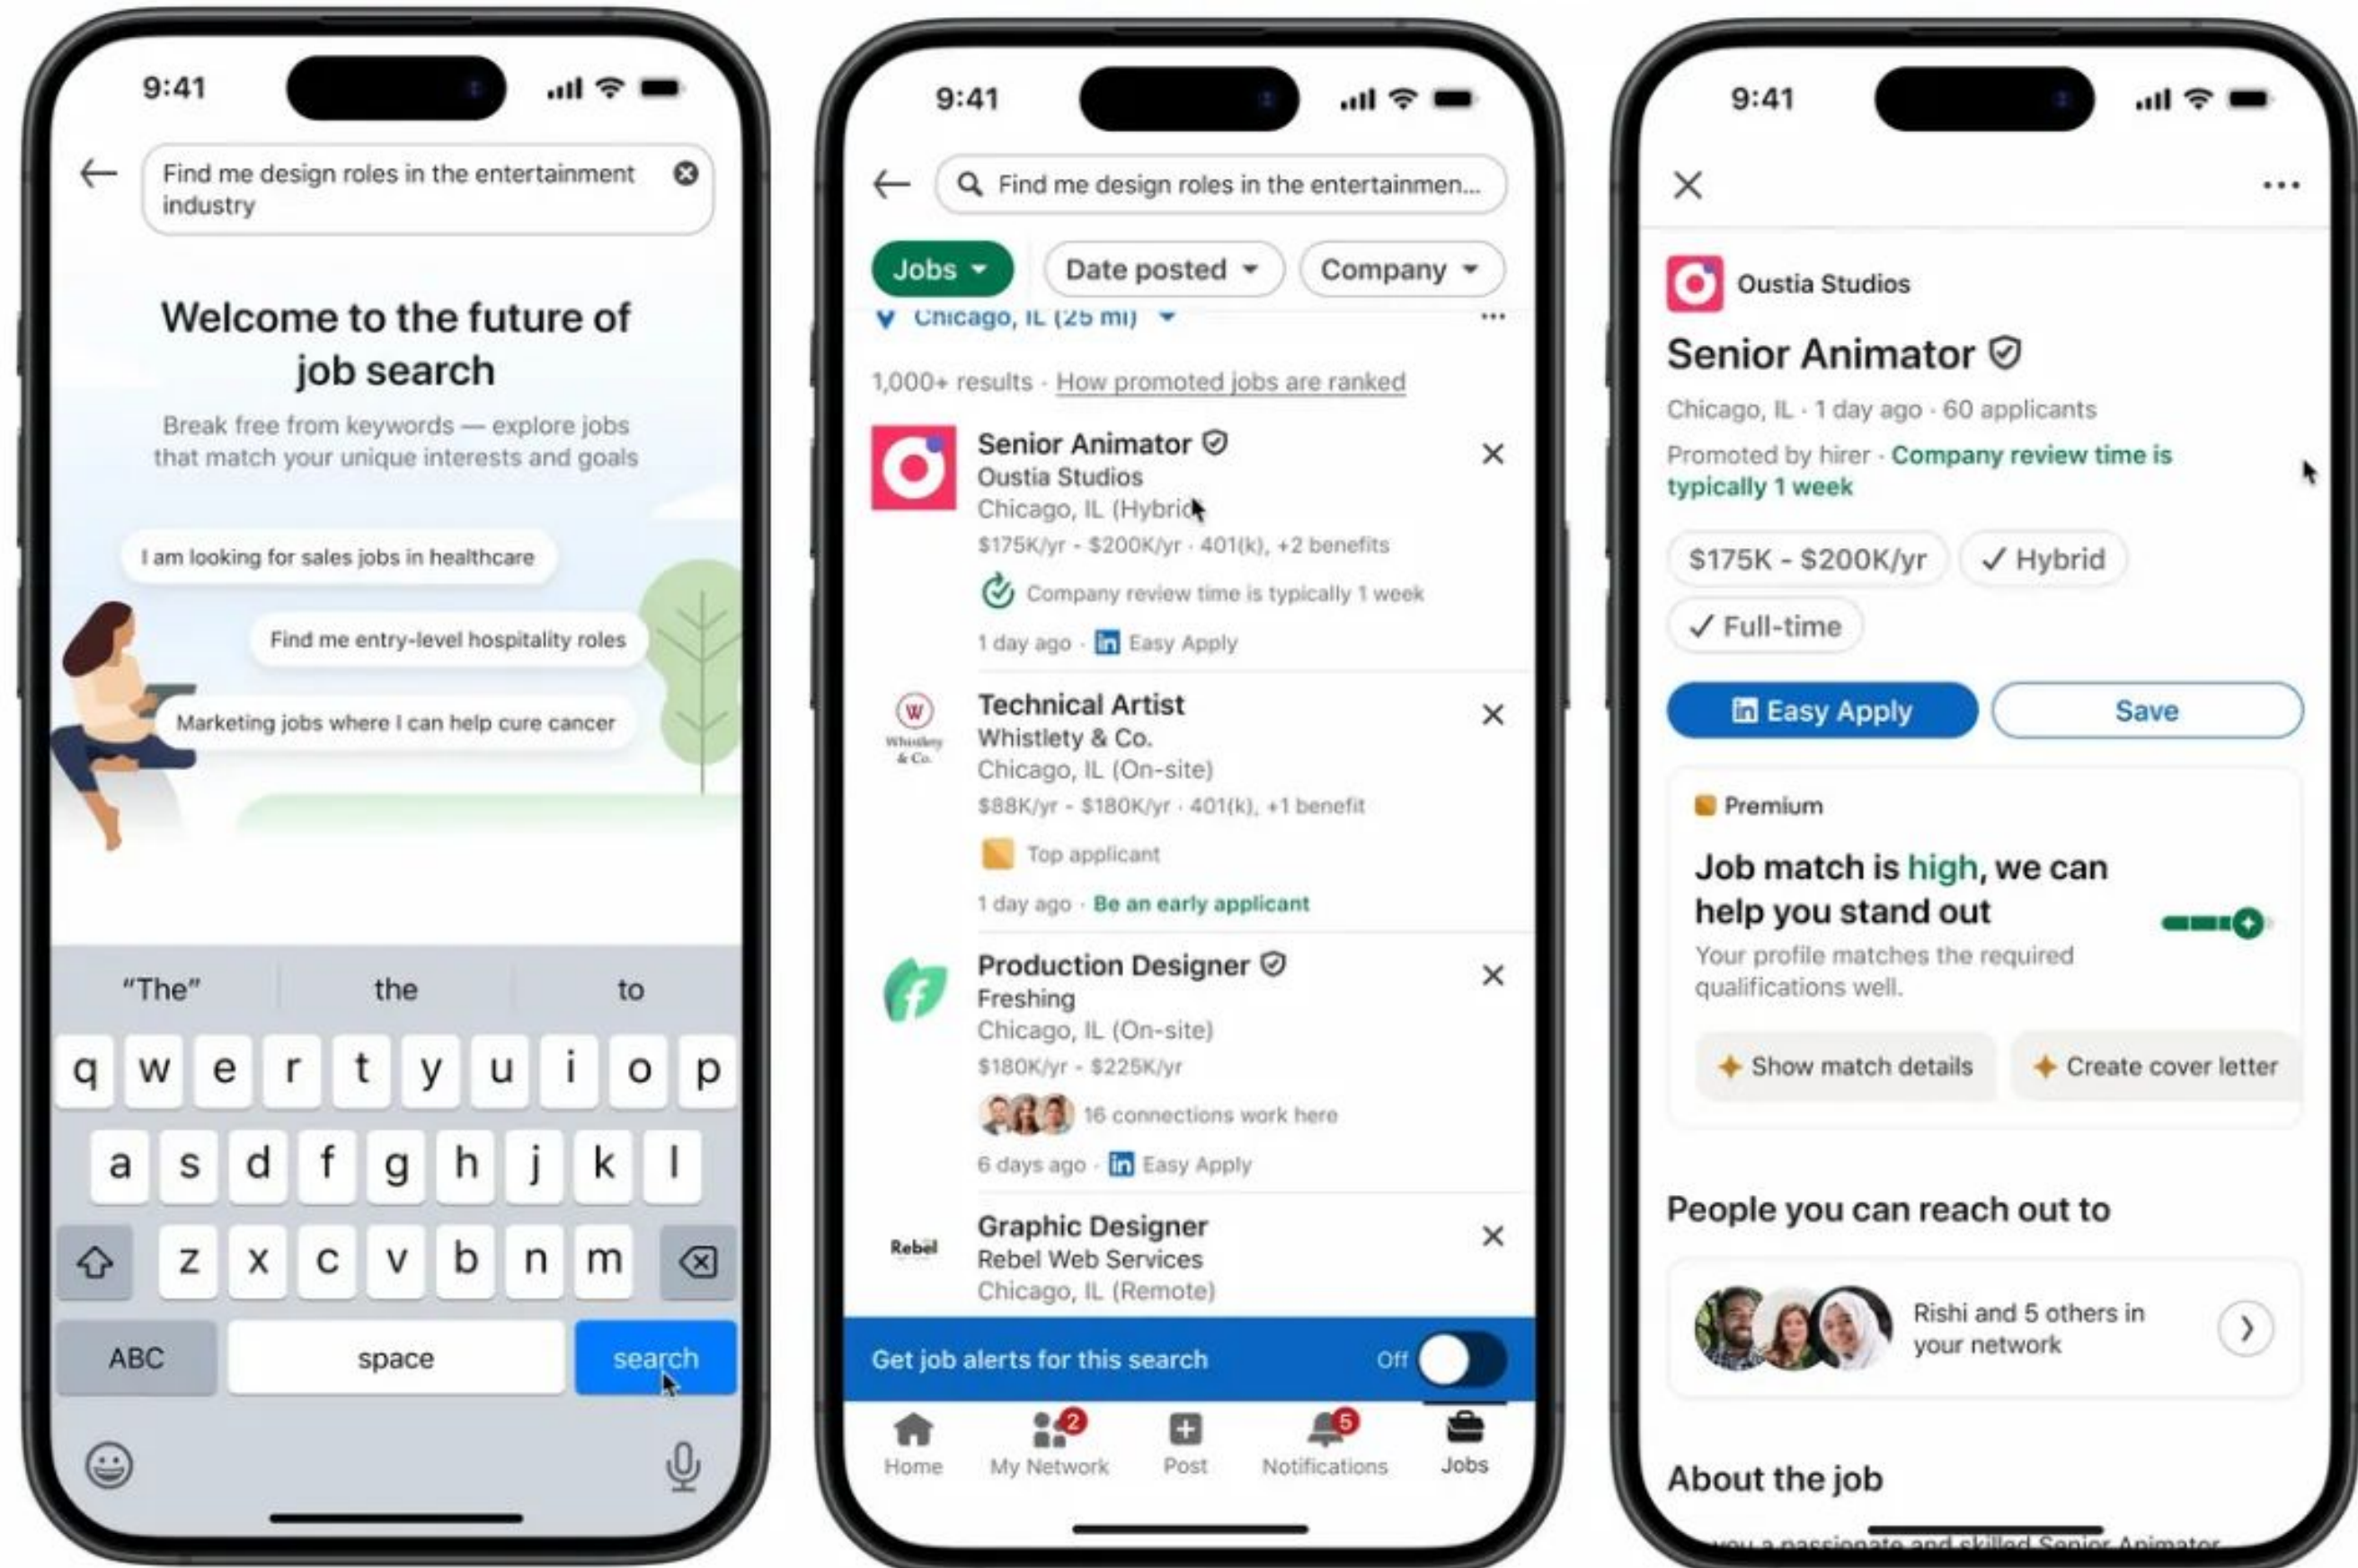 9:41
Find me design roles in the entertainment
industry
Welcome to the future of
job search
Break free from keywords — explore jobs
that match your unique interests and goals
I am looking for sales jobs in healthcare
Find me entry-level hospitality roles
Marketing jobs where I can help cure cancer
“The” the to
q w e r t y u i o p
a s d f g h j k l
z x c v b n m
ABC space search
9:41
Find me design roles in the entertainmen...
Jobs Date posted Company
Chicago, IL (25 mi)
1,000+ results · How promoted jobs are ranked
Senior Animator
Oustia Studios
Chicago, IL (Hybrid
$175K/yr - $200K/yr · 401(k), +2 benefits
Company review time is typically 1 week
1 day ago · in Easy Apply
W
Whistlety
& Co.
Technical Artist
Whistlety & Co.
Chicago, IL (On-site)
$88K/yr - $180K/yr · 401(k), +1 benefit
Top applicant
1 day ago · Be an early applicant
Production Designer
Freshing
Chicago, IL (On-site)
$180K/yr - $225K/yr
16 connections work here
6 days ago · in Easy Apply
Rebel
Graphic Designer
Rebel Web Services
Chicago, IL (Remote)
Get job alerts for this search Off
2 5
Home My Network Post Notifications Jobs
9:41
Oustia Studios
Senior Animator
Chicago, IL · 1 day ago · 60 applicants
Promoted by hirer · Company review time is
typically 1 week
$175K - $200K/yr Hybrid
Full-time
in Easy Apply Save
Premium
Job match is high, we can
help you stand out
Your profile matches the required
qualifications well.
Show match details Create cover letter
People you can reach out to
Rishi and 5 others in
your network
About the job
you a passionate and skilled Senior Animator